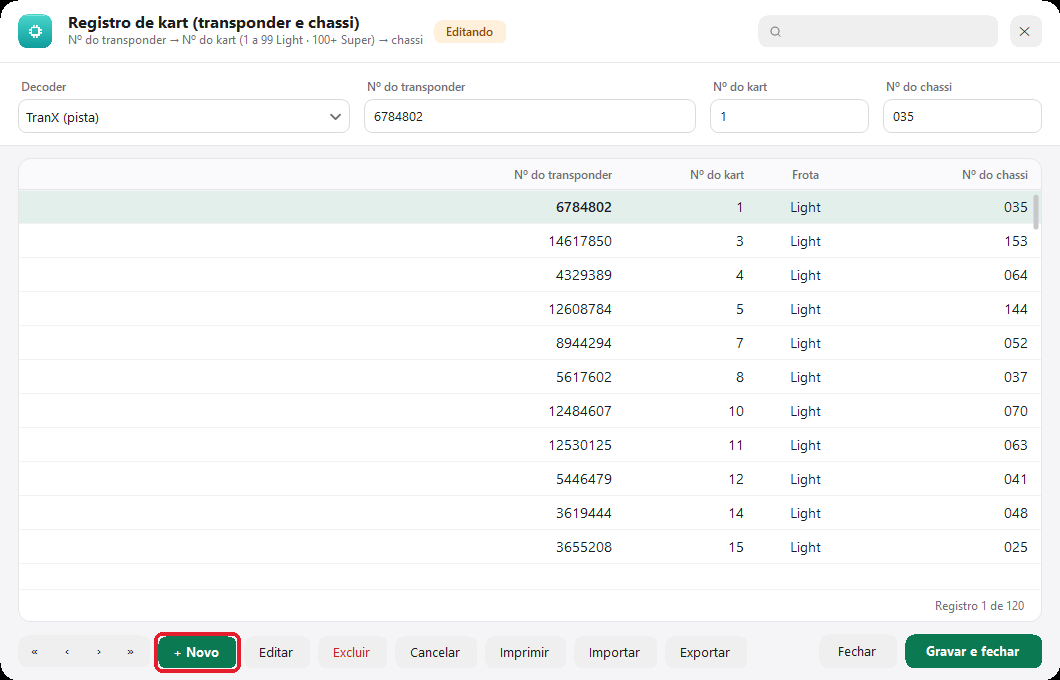 Registro de kart (transponder e chassi)
Nº do transponder → Nº do kart (1 a 99 Light · 100+ Super) → chassi
Editando
Decoder
Nº do transponder
Nº do kart
Nº do chassi
TranX (pista)
6784802
1
035
Nº do transponder Nº do kart Frota Nº do chassi
6784802 1 Light 035
14617850 3 Light 153
4329389 4 Light 064
12608784 5 Light 144
8944294 7 Light 052
5617602 8 Light 037
12484607 10 Light 070
12530125 11 Light 063
5446479 12 Light 041
3619444 14 Light 048
3655208 15 Light 025
Registro 1 de 120
« ‹ › » + Novo Editar Excluir Cancelar Imprimir Importar Exportar Fechar Gravar e fechar